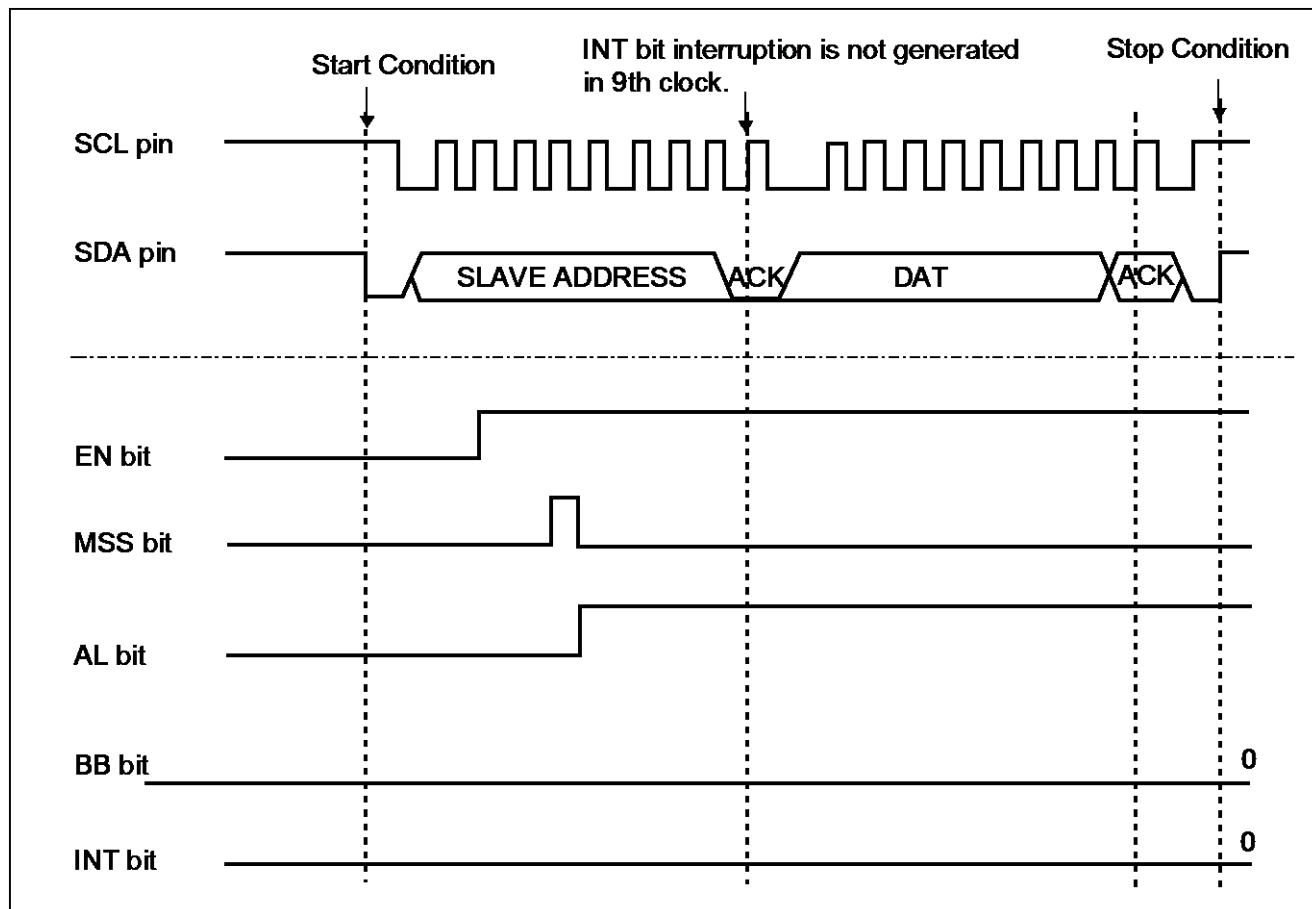 Start Condition
INT bit interruption is not generated
in 9th clock.
Stop Condition
SCL pin
SDA pin
SLAVE ADDRESS
ACK
DAT
ACK
EN bit
MSS bit
AL bit
BB bit
0
INT bit
0